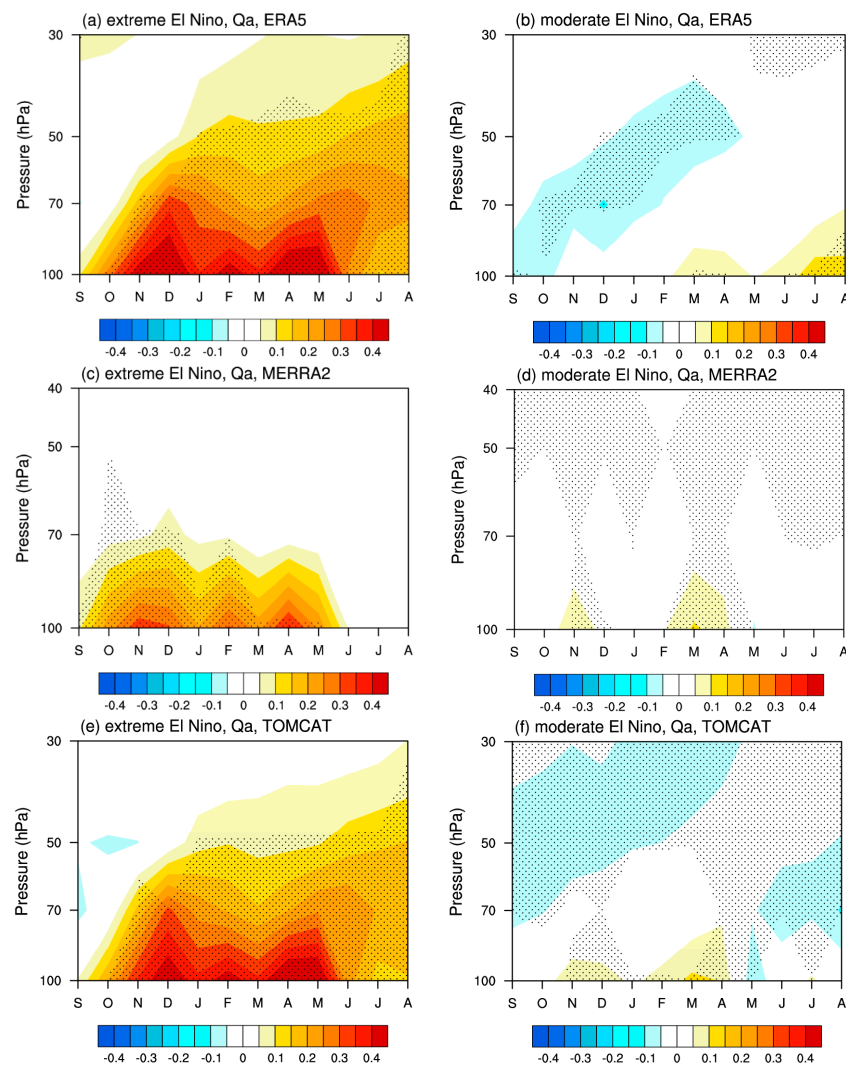 (a) extreme El Nino, Qa, ERA5
30
50
70
100
Pressure (hPa)
S O N D J F M A M J J A
-0.4 -0.3 -0.2 -0.1 0 0.1 0.2 0.3 0.4
(b) moderate El Nino, Qa, ERA5
30
50
70
100
Pressure (hPa)
S O N D J F M A M J J A
-0.4 -0.3 -0.2 -0.1 0 0.1 0.2 0.3 0.4
(c) extreme El Nino, Qa, MERRA2
40
50
70
100
Pressure (hPa)
S O N D J F M A M J J A
-0.4 -0.3 -0.2 -0.1 0 0.1 0.2 0.3 0.4
(d) moderate El Nino, Qa, MERRA2
40
50
70
100
Pressure (hPa)
S O N D J F M A M J J A
-0.4 -0.3 -0.2 -0.1 0 0.1 0.2 0.3 0.4
(e) extreme El Nino, Qa, TOMCAT
30
50
70
100
Pressure (hPa)
S O N D J F M A M J J A
-0.4 -0.3 -0.2 -0.1 0 0.1 0.2 0.3 0.4
(f) moderate El Nino, Qa, TOMCAT
30
50
70
100
Pressure (hPa)
S O N D J F M A M J J A
-0.4 -0.3 -0.2 -0.1 0 0.1 0.2 0.3 0.4